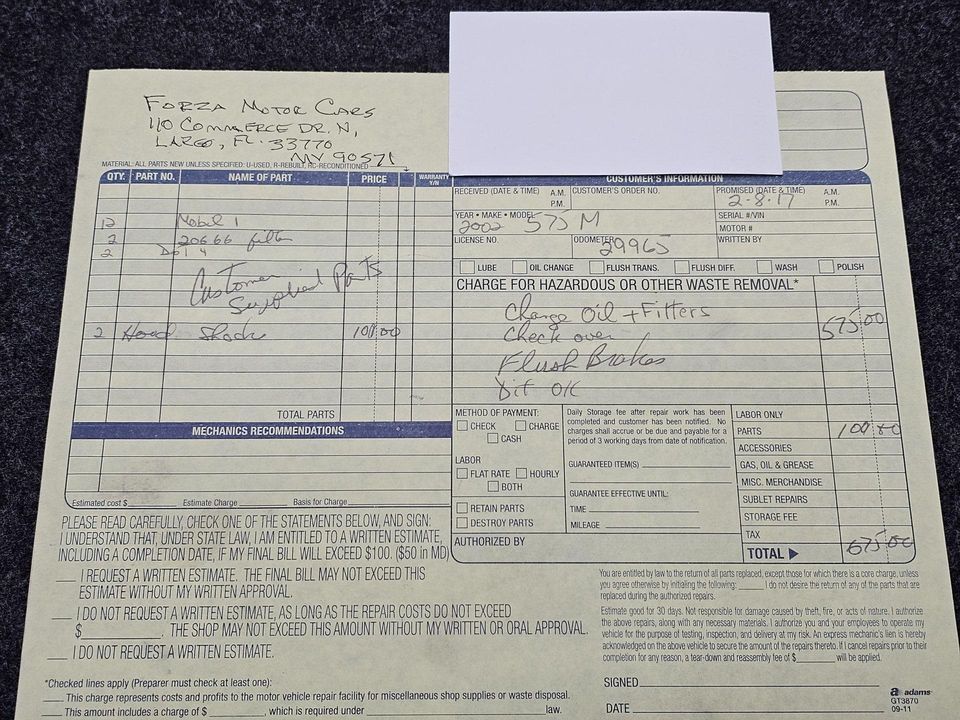 FORZA MOTOR CARS
110 COMMERCE DR. N,
LARGO, FL. 33770
MV 90571
MATERIAL: ALL PARTS NEW UNLESS SPECIFIED: U-USED, R-REBUILT, RC-RECONDITIONED
QTY. PART NO. NAME OF PART PRICE WARRANTY Y/N
12 Mobil 1
2 20666 filter
2 Dot 4
Customer
Supplied Parts
2 Hood Shocks 100 00
TOTAL PARTS
MECHANICS RECOMMENDATIONS
Estimated cost $ Estimate Charge Basis for Charge
CUSTOMER'S INFORMATION
RECEIVED (DATE & TIME) A.M. P.M. CUSTOMER'S ORDER NO. PROMISED (DATE & TIME) A.M. P.M.
2-8-17
YEAR • MAKE • MODEL SERIAL #/VIN
2002 575 M
MOTOR #
LICENSE NO. ODOMETER WRITTEN BY
29965
LUBE OIL CHANGE FLUSH TRANS. FLUSH DIFF. WASH POLISH
CHARGE FOR HAZARDOUS OR OTHER WASTE REMOVAL*
Change Oil + Filters 575 00
Check over
Flush Brakes
OK
METHOD OF PAYMENT:
CHECK CHARGE
CASH
LABOR
FLAT RATE HOURLY
BOTH
RETAIN PARTS
DESTROY PARTS
AUTHORIZED BY
Daily Storage fee after repair work has been
completed and customer has been notified. No
charges shall accrue or be due and payable for a
period of 3 working days from date of notification.
GUARANTEED ITEM(S)
GUARANTEE EFFECTIVE UNTIL:
TIME
MILEAGE
LABOR ONLY
PARTS 100 00
ACCESSORIES
GAS, OIL & GREASE
MISC. MERCHANDISE
SUBLET REPAIRS
STORAGE FEE
TAX
TOTAL 675 00
PLEASE READ CAREFULLY, CHECK ONE OF THE STATEMENTS BELOW, AND SIGN:
I UNDERSTAND THAT, UNDER STATE LAW, I AM ENTITLED TO A WRITTEN ESTIMATE,
INCLUDING A COMPLETION DATE, IF MY FINAL BILL WILL EXCEED $100. ($50 in MD)
___ I REQUEST A WRITTEN ESTIMATE. THE FINAL BILL MAY NOT EXCEED THIS
ESTIMATE WITHOUT MY WRITTEN APPROVAL.
___ I DO NOT REQUEST A WRITTEN ESTIMATE, AS LONG AS THE REPAIR COSTS DO NOT EXCEED
$__________. THE SHOP MAY NOT EXCEED THIS AMOUNT WITHOUT MY WRITTEN OR ORAL APPROVAL.
___ I DO NOT REQUEST A WRITTEN ESTIMATE.
*Checked lines apply (Preparer must check at least one):
____ This charge represents costs and profits to the motor vehicle repair facility for miscellaneous shop supplies or waste disposal.
____ This amount includes a charge of $ __________, which is required under ____________________ law.
You are entitled by law to the return of all parts replaced, except those for which there is a core charge, unless
you agree otherwise by initialing the following: ______ I do not desire the return of any of the parts that are
replaced during the authorized repairs.
Estimate good for 30 days. Not responsible for damage caused by theft, fire, or acts of nature. I authorize
the above repairs, along with any necessary materials. I authorize you and your employees to operate my
vehicle for the purpose of testing, inspection, and delivery at my risk. An express mechanic's lien is hereby
acknowledged on the above vehicle to secure the amount of the repairs thereto. If I cancel repairs prior to their
completion for any reason, a tear-down and reassembly fee of $ ________ will be applied.
SIGNED
DATE
adams
GT3870
09-11